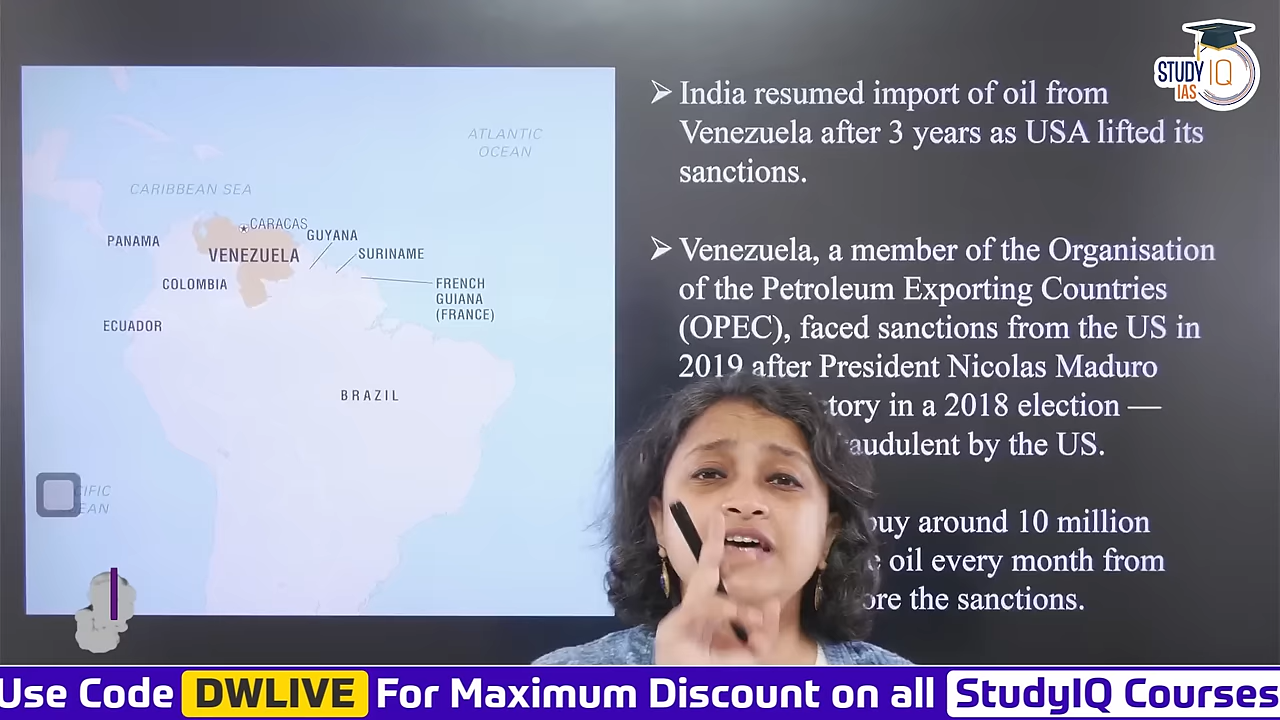 STUDY IQ
IAS
➤ India resumed import of oil from
Venezuela after 3 years as USA lifted its
sanctions.
➤ Venezuela, a member of the Organisation
of the Petroleum Exporting Countries
(OPEC), faced sanctions from the US in
2019 after President Nicolas Maduro
in a 2018 election —
by the US.
around 10 million
oil every month from
the sanctions.
ATLANTIC
OCEAN
CARIBBEAN SEA
CARACAS
GUYANA
PANAMA
VENEZUELA
SURINAME
COLOMBIA
FRENCH
GUIANA
(FRANCE)
ECUADOR
BRAZIL
Use Code DWLIVE For Maximum Discount on all StudyIQ Courses